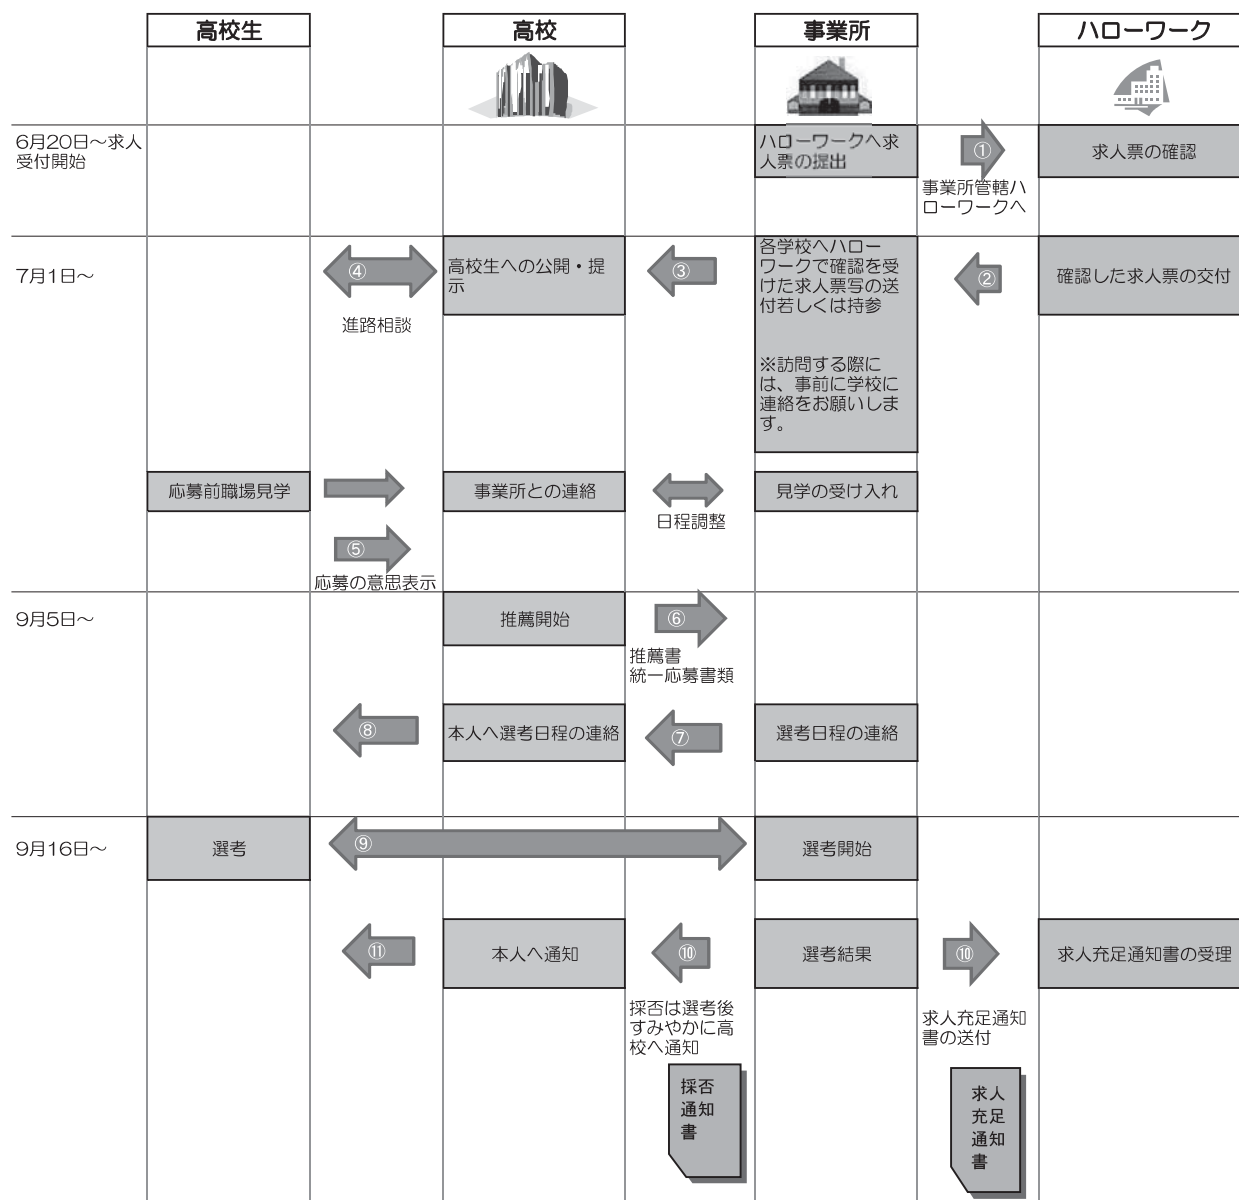 高校生
高校
事業所
ハローワーク
6月20日～求人
受付開始
ハローワークへ求
人票の提出
①
事業所管轄ハ
ローワークへ
求人票の確認
7月1日～
④
進路相談
高校生への公開・提
示
③
各学校へハロー
ワークで確認を受
けた求人票写の送
付若しくは持参
※訪問する際に
は、事前に学校に
連絡をお願いしま
す。
②
確認した求人票の交付
応募前職場見学
事業所との連絡
日程調整
見学の受け入れ
⑤
応募の意思表示
9月5日～
推薦開始
⑥
推薦書
統一応募書類
⑧
本人へ選考日程の連絡
⑦
選考日程の連絡
9月16日～
選考
⑨
選考開始
⑪
本人へ通知
⑩
採否は選考後
すみやかに高
校へ通知
選考結果
⑩
求人充足通知
書の送付
求人充足通知書の受理
採否
通知
書
求人
充足
通知
書